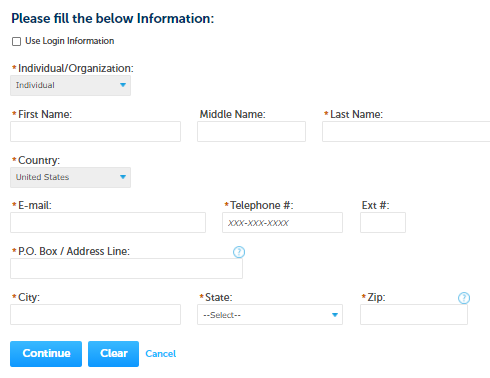 Please fill the below Information:
Use Login Information
* Individual/Organization:
Individual
* First Name: Middle Name: * Last Name:
* Country:
United States
* E-mail: * Telephone #: Ext #:
XXX-XXX-XXXX
* P.O. Box / Address Line: ?
* City: * State: * Zip: ?
--Select--
Continue Clear Cancel